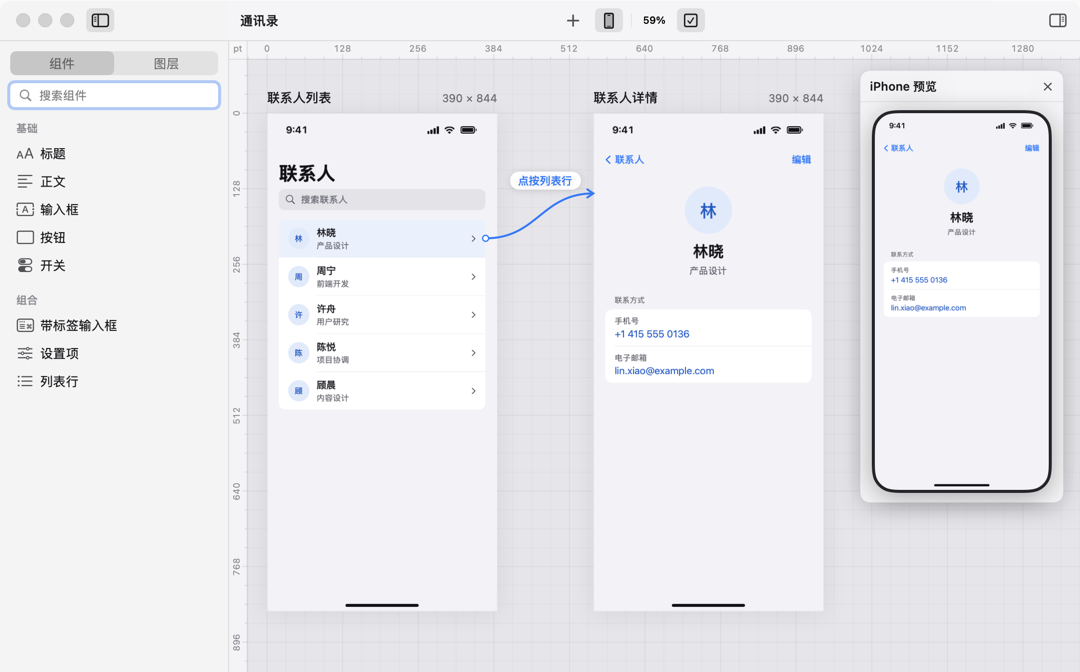 通讯录
59%
组件
图层
搜索组件
基础
AA 标题
正文
A 输入框
按钮
开关
组合
带标签输入框
设置项
列表行
pt
0 128 256 384 512 640 768 896 1024 1152 1280
0
128
256
384
512
640
768
896
联系人列表
390 × 844
9:41
联系人
搜索联系人
林
林晓
产品设计
周
周宁
前端开发
许
许舟
用户研究
陈
陈悦
项目协调
顾
顾晨
内容设计
点按列表行
联系人详情
390 × 844
9:41
联系人
编辑
林
林晓
产品设计
联系方式
手机号
+1 415 555 0136
电子邮箱
lin.xiao@example.com
iPhone 预览
9:41
联系人
编辑
林
林晓
产品设计
联系方式
手机号
+1 415 555 0136
电子邮箱
lin.xiao@example.com